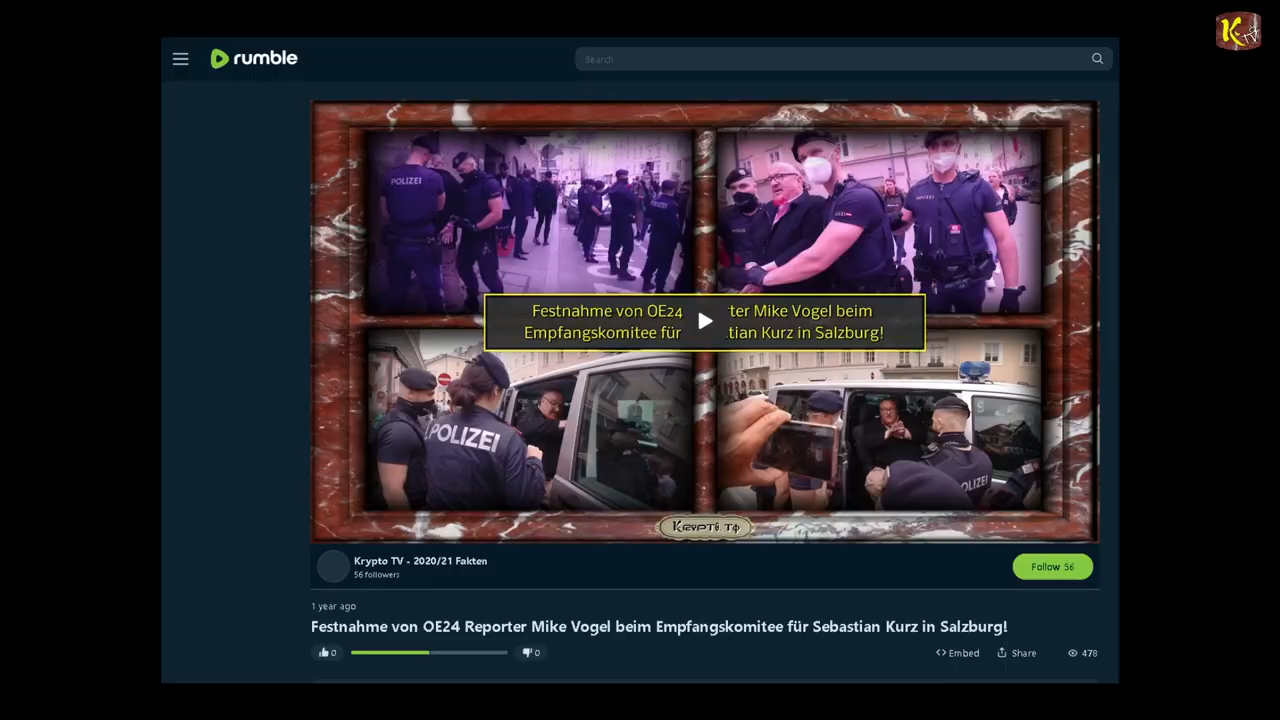 K TV
rumble
Search
POLIZEI
Festnahme von OE24 ter Mike Vogel beim
Empfangskomitee für tian Kurz in Salzburg!
POLIZEI
POLIZEI
Krypto TV - 2020/21 Fakten
56 followers
Follow 56
1 year ago
Festnahme von OE24 Reporter Mike Vogel beim Empfangskomitee für Sebastian Kurz in Salzburg!
0
0
Embed
Share
478